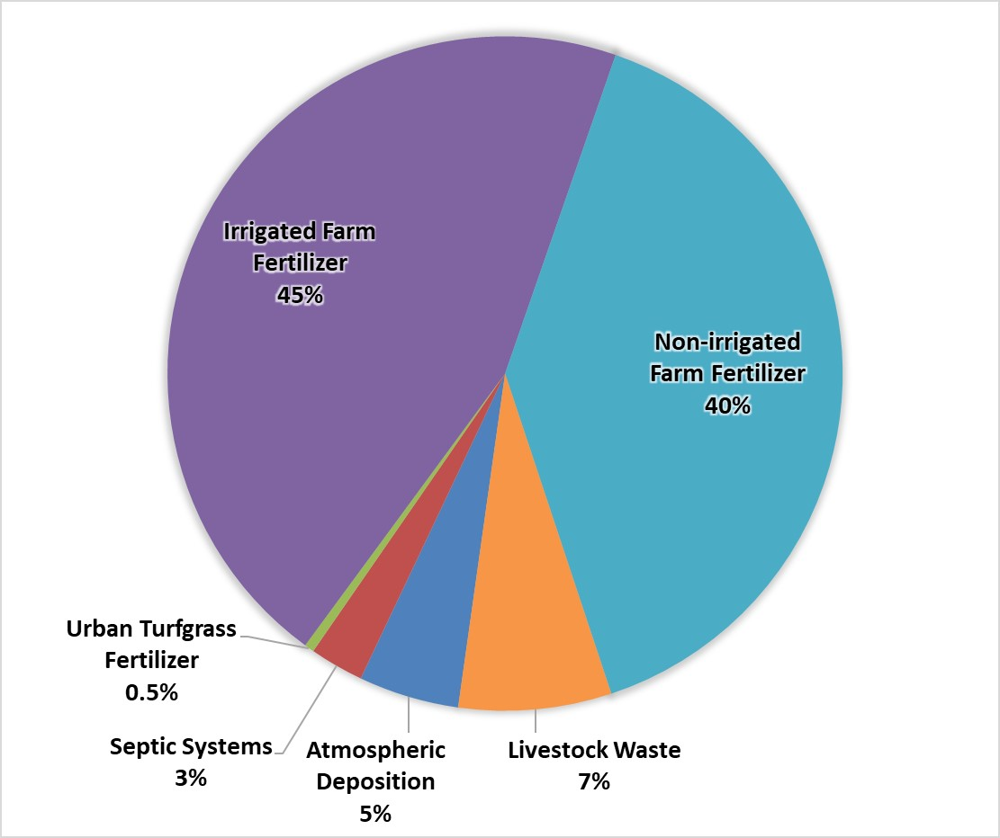 Irrigated Farm
Fertilizer
45%
Non-irrigated
Farm Fertilizer
40%
Urban Turfgrass
Fertilizer
0.5%
Septic Systems
3%
Atmospheric
Deposition
5%
Livestock Waste
7%